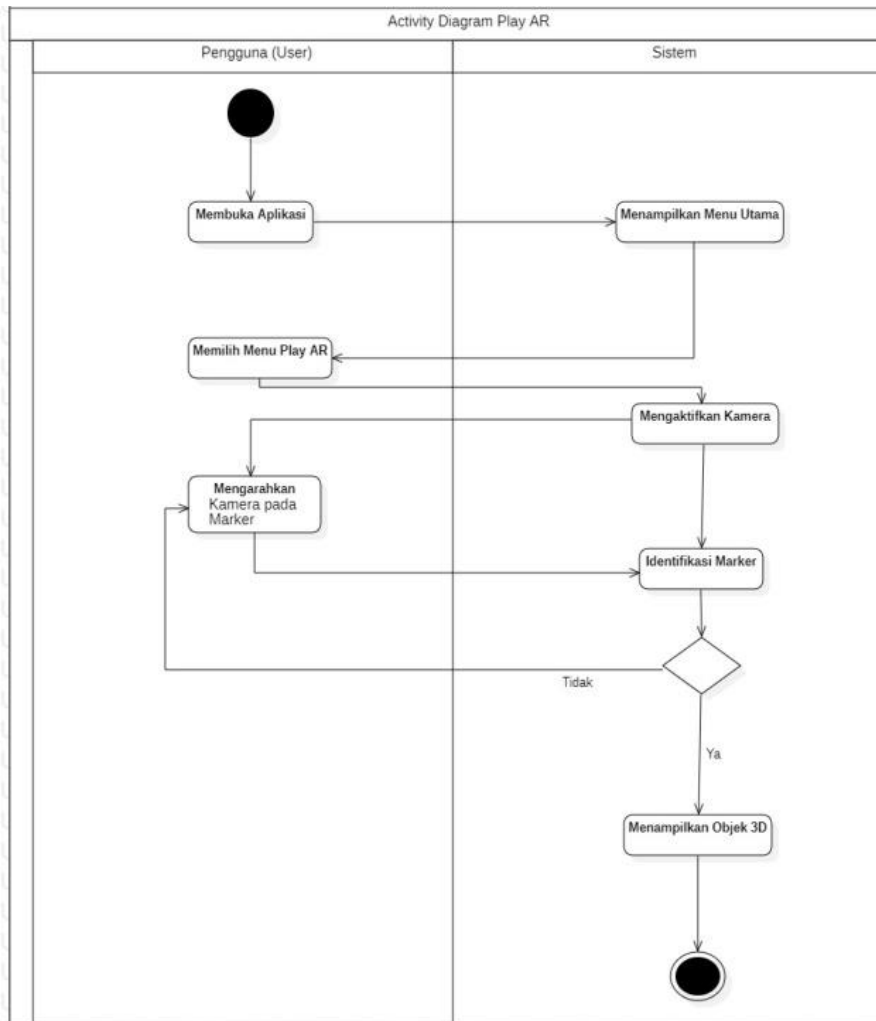 Activity Diagram Play AR
Pengguna (User)
Sistem
Membuka Aplikasi
Menampilkan Menu Utama
Memilih Menu Play AR
Mengaktifkan Kamera
Mengarahkan
Kamera pada
Marker
Identifikasi Marker
Tidak
Ya
Menampilkan Objek 3D